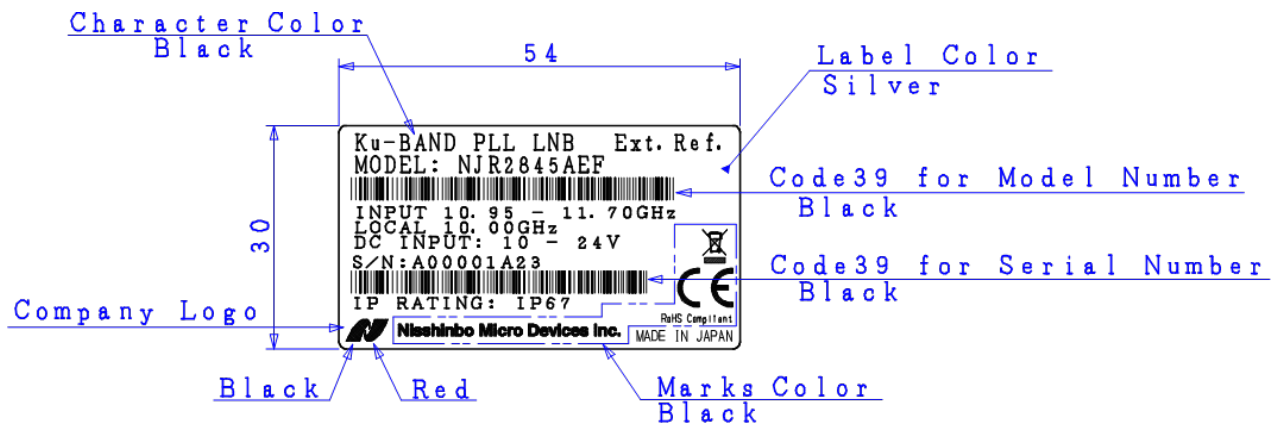 Character Color
Black
54
Label Color
Silver
30
Ku-BAND PLL LNB Ext. Ref.
MODEL: NJR2845AEF
Code39 for Model Number
Black
INPUT 10.95 - 11.70GHz
LOCAL 10.00GHz
DC INPUT: 10 - 24V
S/N:A00001A23
Code39 for Serial Number
Black
IP RATING: IP67
CE
Company Logo
RoHS Compliant
Nisshinbo Micro Devices Inc.
MADE IN JAPAN
Black
Red
Marks Color
Black